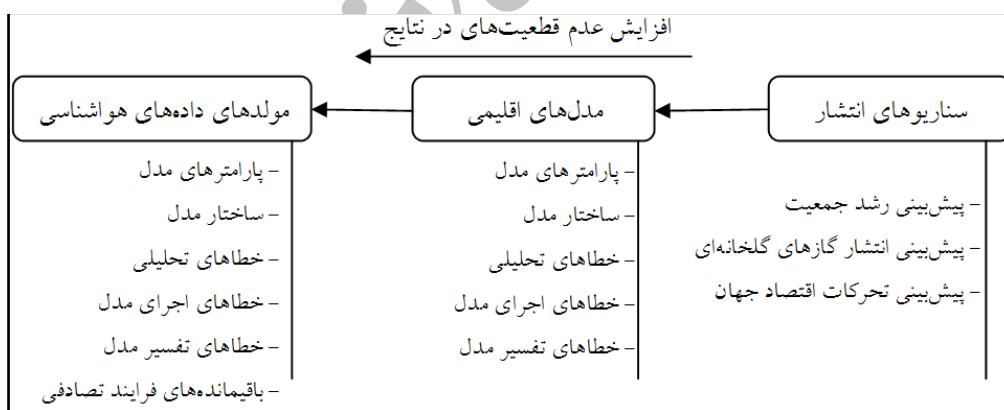 افزایش عدم قطعیت‌های در نتایج
سناریوهای انتشار
– پیش‌بینی رشد جمعیت
– پیش‌بینی انتشار گازهای گلخانه‌ای
– پیش‌بینی تحرکات اقتصاد جهان
مدل‌های اقلیمی
– پارامترهای مدل
– ساختار مدل
– خطاهای تحلیلی
– خطاهای اجرای مدل
– خطاهای تفسیر مدل
مولدهای داده‌های هواشناسی
– پارامترهای مدل
– ساختار مدل
– خطاهای تحلیلی
– خطاهای اجرای مدل
– خطاهای تفسیر مدل
– باقیمانده‌های فرایند تصادفی